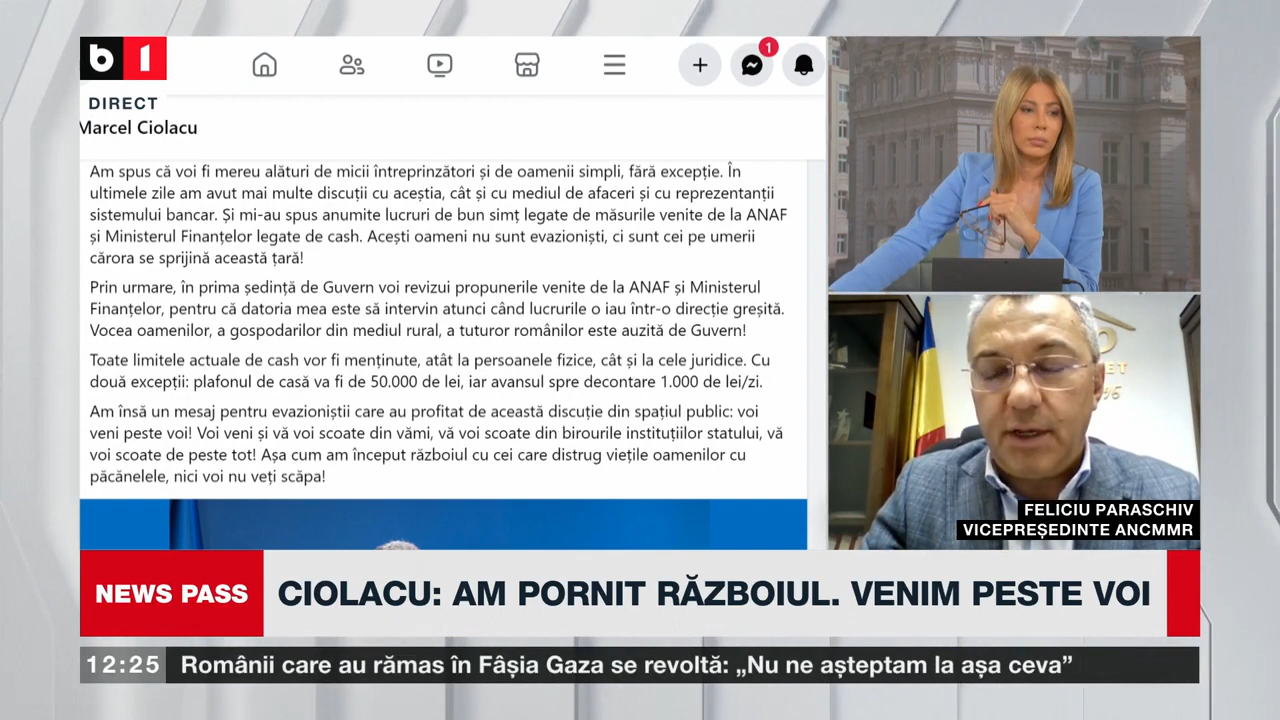 b1
DIRECT
1
Marcel Ciolacu
Am spus că voi fi mereu alături de micii întreprinzători și de oamenii simpli, fără excepție. În
ultimele zile am avut mai multe discuții cu aceștia, cât și cu mediul de afaceri și cu reprezentanții
sistemului bancar. Și mi-au spus anumite lucruri de bun simț legate de măsurile venite de la ANAF
și Ministerul Finanțelor legate de cash. Acești oameni nu sunt evazioniști, ci sunt cei pe umerii
cărora se sprijină această țară!
Prin urmare, în prima ședință de Guvern voi revizui propunerile venite de la ANAF și Ministerul
Finanțelor, pentru că datoria mea este să intervin atunci când lucrurile o iau într-o direcție greșită.
Vocea oamenilor, a gospodarilor din mediul rural, a tuturor românilor este auzită de Guvern!
Toate limitele actuale de cash vor fi menținute, atât la persoanele fizice, cât și la cele juridice. Cu
două excepții: plafonul de casă va fi de 50.000 de lei, iar avansul spre decontare 1.000 de lei/zi.
Am însă un mesaj pentru evazioniștii care au profitat de această discuție din spațiul public: voi
veni peste voi! Voi veni și vă voi scoate din vămi, vă voi scoate din birourile instituțiilor statului, vă
voi scoate de peste tot! Așa cum am început războiul cu cei care distrug viețile oamenilor cu
păcănelele, nici voi nu veți scăpa!
FELICIU PARASCHIV
VICEPREȘEDINTE ANCMMR
NEWS PASS
CIOLACU: AM PORNIT RĂZBOIUL. VENIM PESTE VOI
12:25
Românii care au rămas în Fâșia Gaza se revoltă: „Nu ne așteptam la așa ceva”